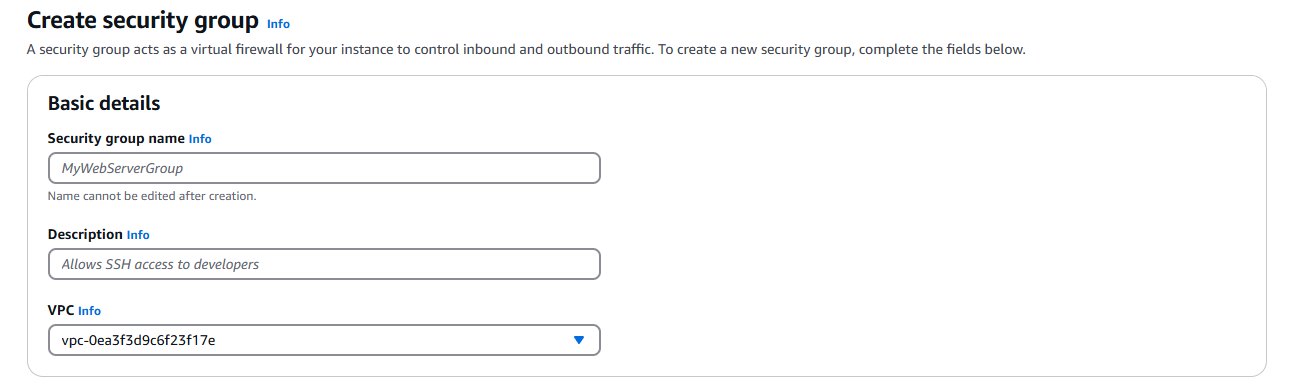 Create security group Info
A security group acts as a virtual firewall for your instance to control inbound and outbound traffic. To create a new security group, complete the fields below.
Basic details
Security group name Info
MyWebServerGroup
Name cannot be edited after creation.
Description Info
Allows SSH access to developers
VPC Info
vpc-0ea3f3d9c6f23f17e